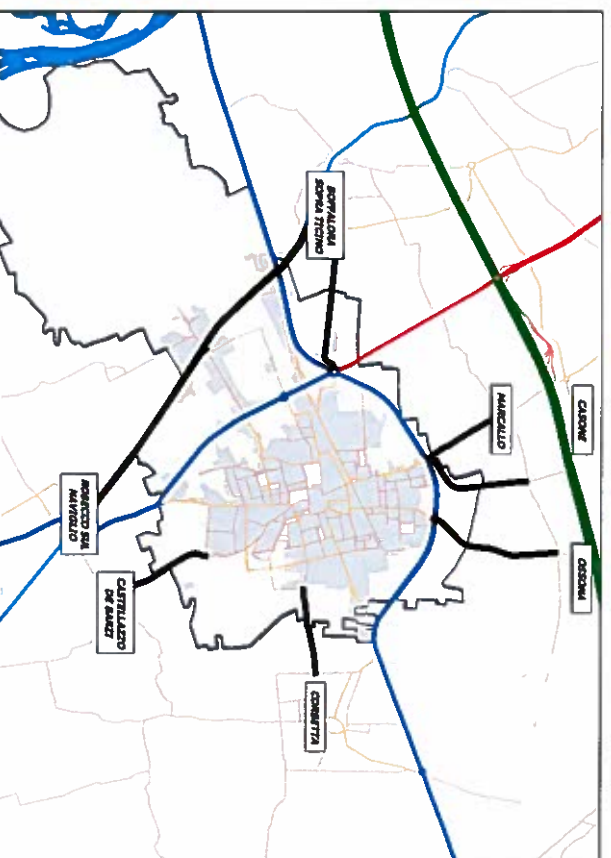 BOFFALORA
SOPRA TICINO
MARCALLO
CASONE
OSSONA
ROBECCO SUL
NAVIGLIO
CASTELLAZZO
DE BARZI
CORBETTA